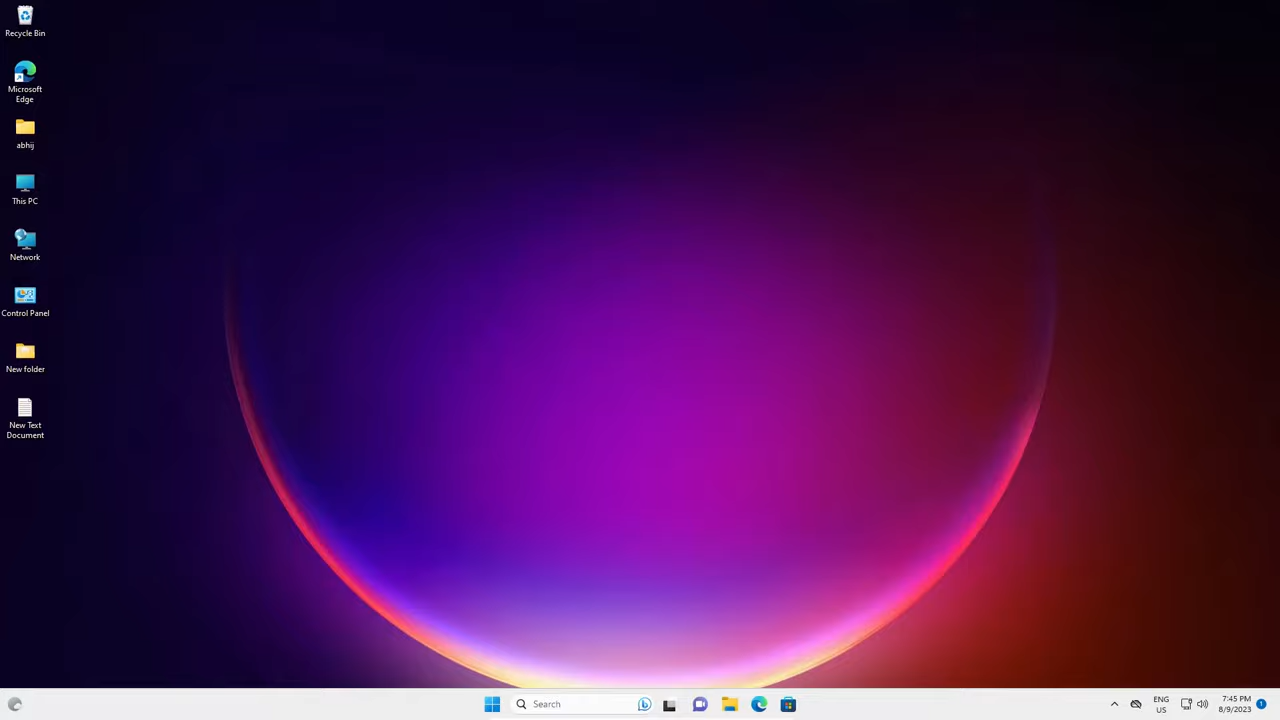 Recycle Bin
Microsoft
Edge
abhij
This PC
Network
Control Panel
New folder
New Text
Document
Search
ENG
US
7:45 PM
8/9/2023
1